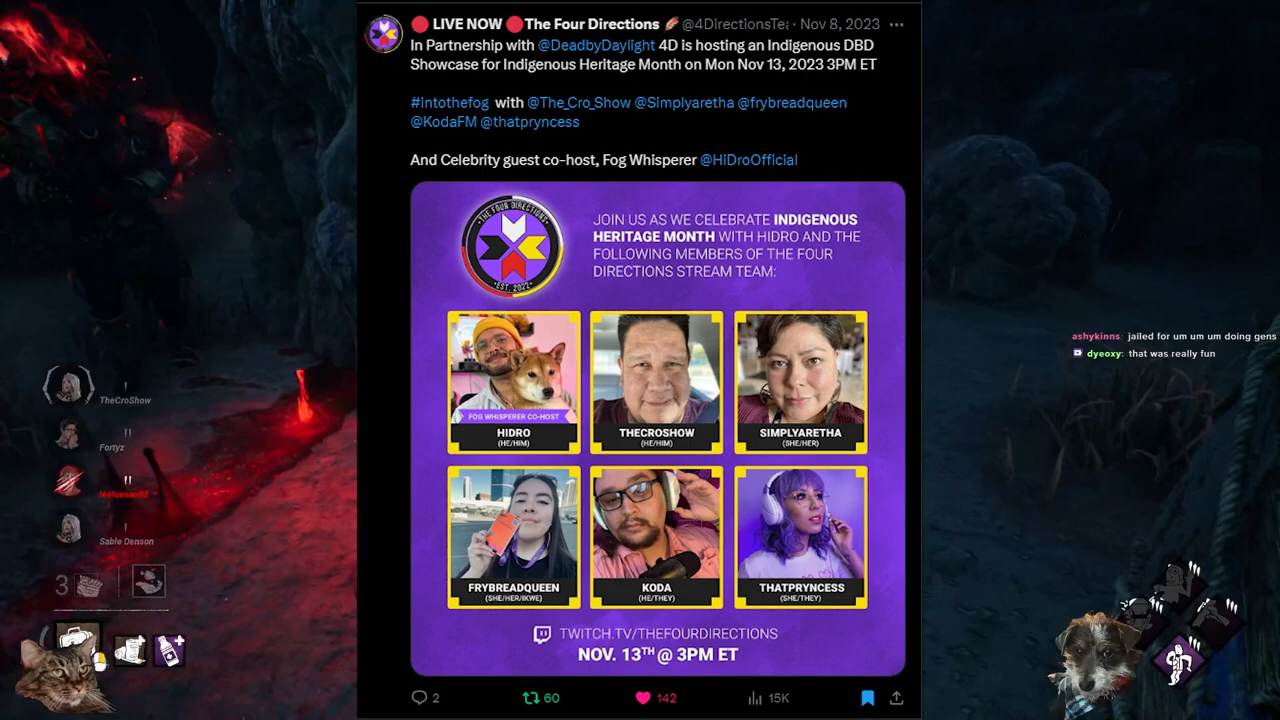 🔴 LIVE NOW 🔴The Four Directions 🪶 @4DirectionsTe · Nov 8, 2023 ···
In Partnership with @DeadbyDaylight 4D is hosting an Indigenous DBD
Showcase for Indigenous Heritage Month on Mon Nov 13, 2023 3PM ET
#intothefog with @The_Cro_Show @Simplyaretha @frybreadqueen
@KodaFM @thatpryncess
And Celebrity guest co-host, Fog Whisperer @HiDroOfficial
·THE FOUR DIRECTIONS·
·EST. 2022·
JOIN US AS WE CELEBRATE INDIGENOUS
HERITAGE MONTH WITH HIDRO AND THE
FOLLOWING MEMBERS OF THE FOUR
DIRECTIONS STREAM TEAM:
FOG WHISPERER CO-HOST
HIDRO
(HE/HIM)
THECROSHOW
(HE/HIM)
SIMPLYARETHA
(SHE/HER)
FRYBREADQUEEN
(SHE/HER/IKWE)
KODA
(HE/THEY)
THATPRYNCESS
(SHE/THEY)
TWITCH.TV/THEFOURDIRECTIONS
NOV. 13TH @ 3PM ET
2 60 142 15K
TheCroShow
Fortyz
leeloosan03
Sable Denson
3
ashykinns: jailed for um um um doing gens
dyeoxy: that was really fun